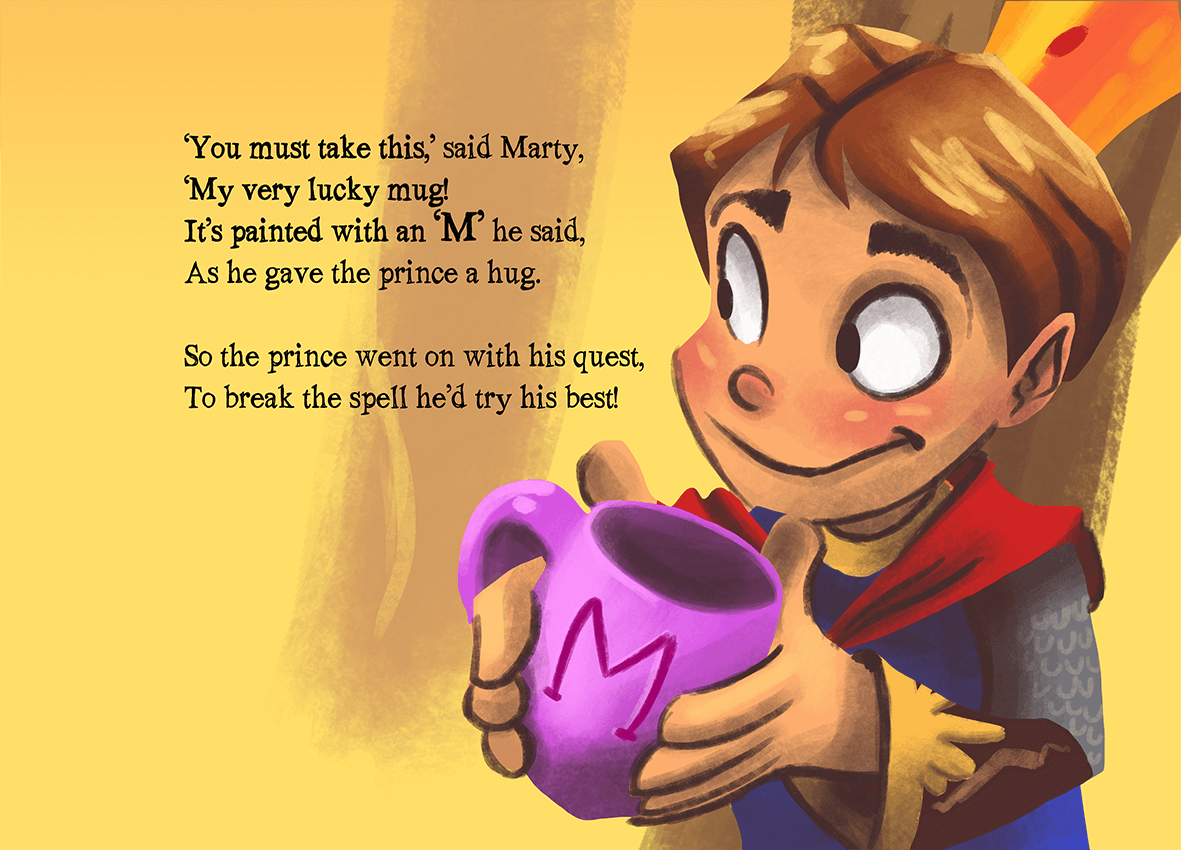 ‘You must take this,’ said Marty,
‘My very lucky mug!
It’s painted with an ‘M’ he said,
As he gave the prince a hug.
So the prince went on with his quest,
To break the spell he’d try his best!
M